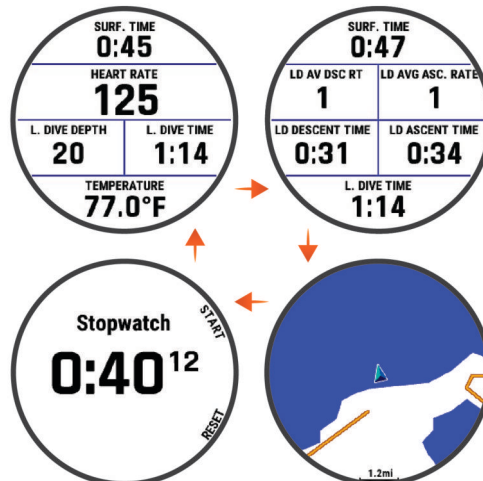 SURF. TIME
0:45
HEART RATE
125
L. DIVE DEPTH
20
L. DIVE TIME
1:14
TEMPERATURE
77.0°F
SURF. TIME
0:47
LD AV DSC RT
1
LD AVG ASC. RATE
1
LD DESCENT TIME
0:31
LD ASCENT TIME
0:34
L. DIVE TIME
1:14
Stopwatch
0:40 12
START
RESET
1.2mi